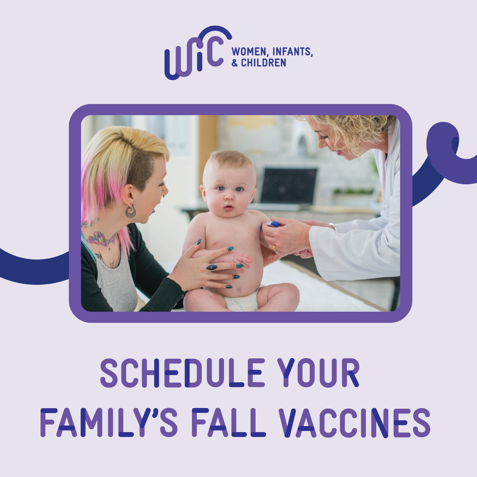 WiC
WOMEN, INFANTS,
& CHILDREN
SCHEDULE YOUR
FAMILY'S FALL VACCINES